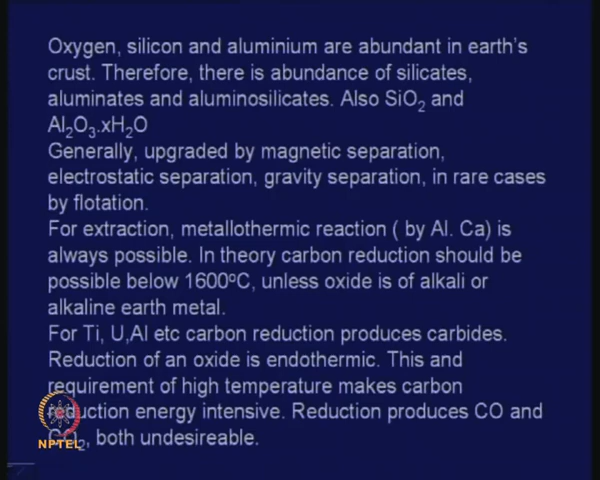 Oxygen, silicon and aluminium are abundant in earth's
crust. Therefore, there is abundance of silicates,
aluminates and aluminosilicates. Also SiO₂ and
Al₂O₃.xH₂O
Generally, upgraded by magnetic separation,
electrostatic separation, gravity separation, in rare cases
by flotation.
For extraction, metallothermic reaction ( by Al. Ca) is
always possible. In theory carbon reduction should be
possible below 1600⁰C, unless oxide is of alkali or
alkaline earth metal.
For Ti, U,Al etc carbon reduction produces carbides.
Reduction of an oxide is endothermic. This and
requirement of high temperature makes carbon
reduction energy intensive. Reduction produces CO and
CO₂, both undesireable.
NPTEL